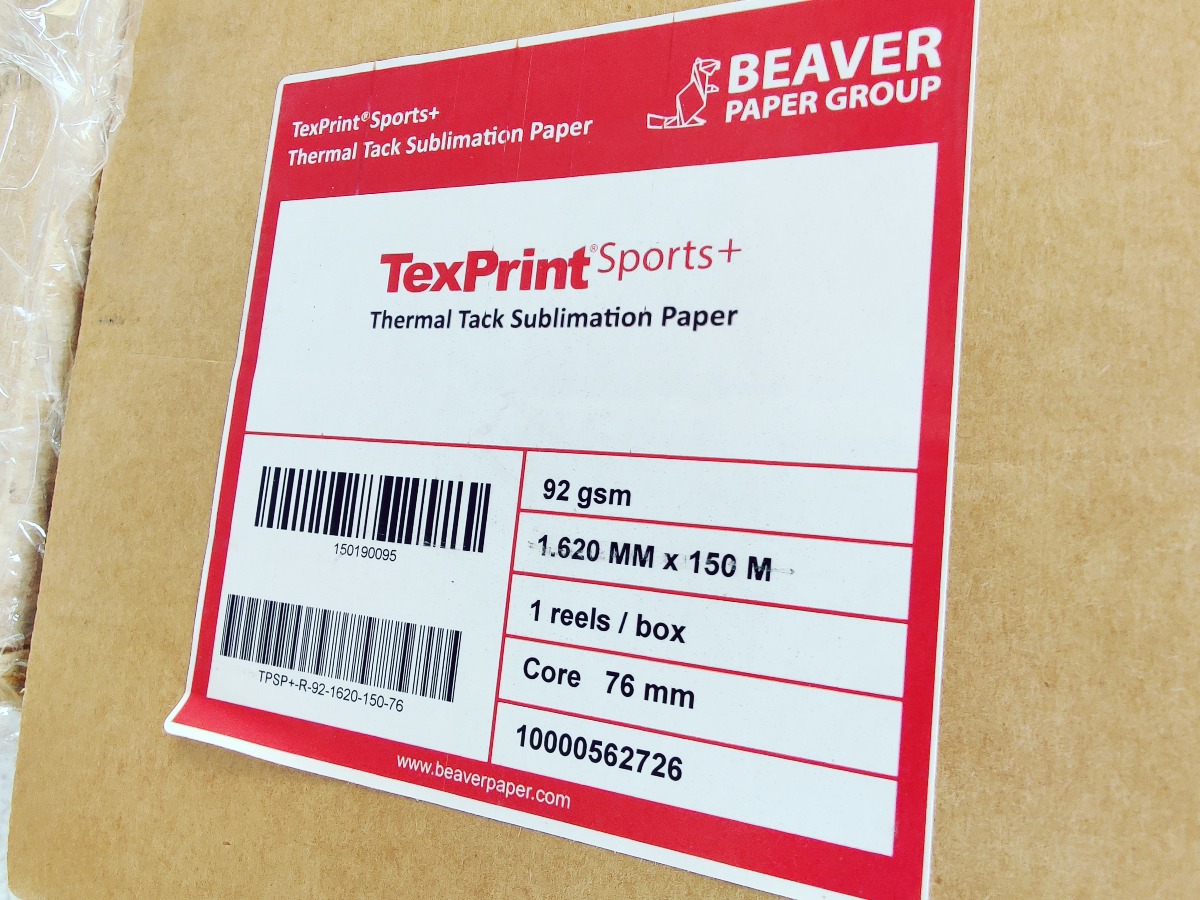 TexPrint®Sports+
Thermal Tack Sublimation Paper
BEAVER
PAPER GROUP
TexPrint®Sports+
Thermal Tack Sublimation Paper
150190095
TPSP+-R-92-1620-150-76
92 gsm
1.620 MM x 150 M
1 reels / box
Core 76 mm
10000562726
www.beaverpaper.com